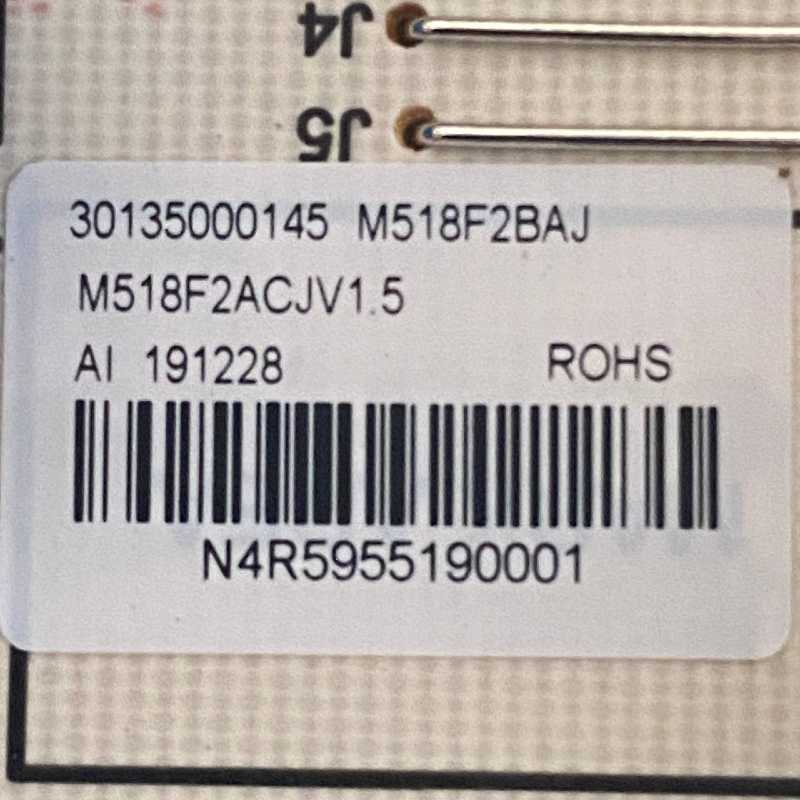 J4
J5
30135000145 M518F2BAJ
M518F2ACJV1.5
AI 191228 ROHS
N4R5955190001